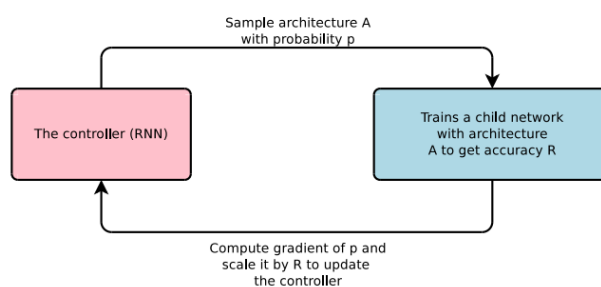 Sample architecture A
with probability p
The controller (RNN)
Trains a child network
with architecture
A to get accuracy R
Compute gradient of p and
scale it by R to update
the controller